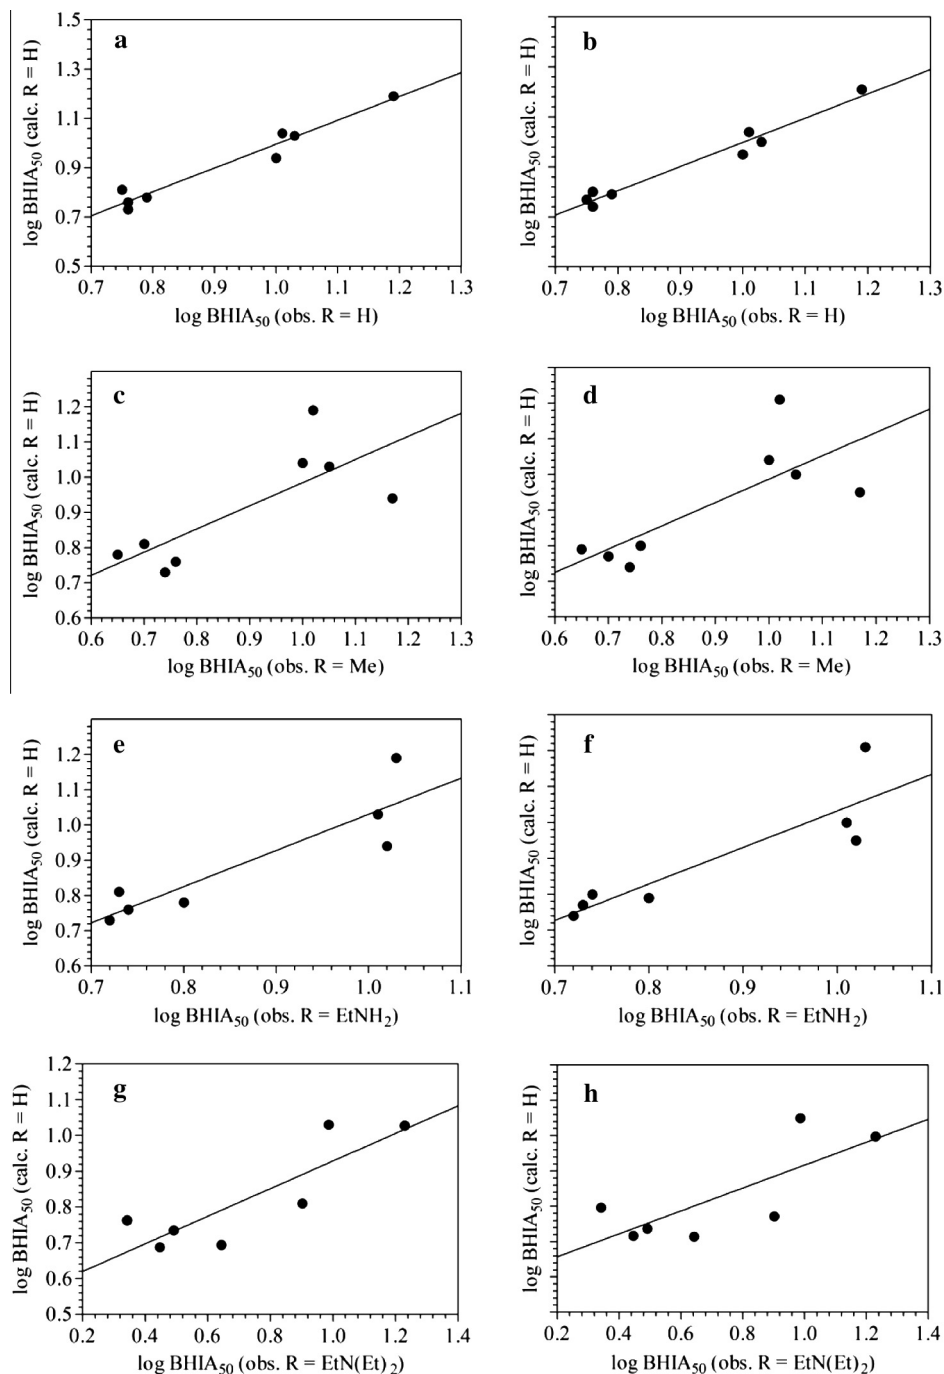 a
log BHIA50 (calc. R = H)
1.5
1.3
1.1
0.9
0.7
0.5
0.7 0.8 0.9 1.0 1.1 1.2 1.3
log BHIA50 (obs. R = H)
b
log BHIA50 (calc. R = H)
0.7 0.8 0.9 1.0 1.1 1.2 1.3
log BHIA50 (obs. R = H)
c
log BHIA50 (calc. R = H)
1.2
1.1
1.0
0.9
0.8
0.7
0.6
0.6 0.7 0.8 0.9 1.0 1.1 1.2 1.3
log BHIA50 (obs. R = Me)
d
log BHIA50 (calc. R = H)
0.6 0.7 0.8 0.9 1.0 1.1 1.2 1.3
log BHIA50 (obs. R = Me)
e
log BHIA50 (calc. R = H)
1.2
1.1
1.0
0.9
0.8
0.7
0.6
0.7 0.8 0.9 1.0 1.1
log BHIA50 (obs. R = EtNH2)
f
log BHIA50 (calc. R = H)
0.7 0.8 0.9 1.0 1.1
log BHIA50 (obs. R = EtNH2)
g
log BHIA50 (calc. R = H)
1.2
1.1
1.0
0.9
0.8
0.7
0.6
0.5
0.2 0.4 0.6 0.8 1.0 1.2 1.4
log BHIA50 (obs. R = EtN(Et)2)
h
log BHIA50 (calc. R = H)
0.2 0.4 0.6 0.8 1.0 1.2 1.4
log BHIA50 (obs. R = EtN(Et)2)